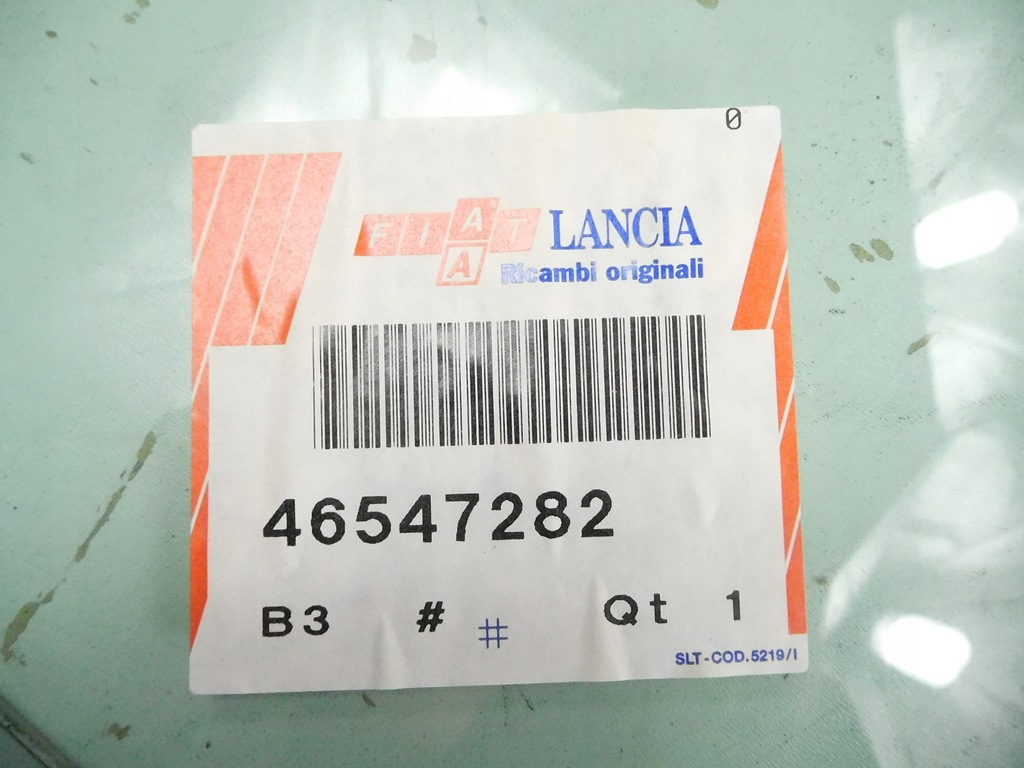 0
FIAT LANCIA
A
Ricambi originali
46547282
B3 # # Qt 1
SLT-COD.5219/I